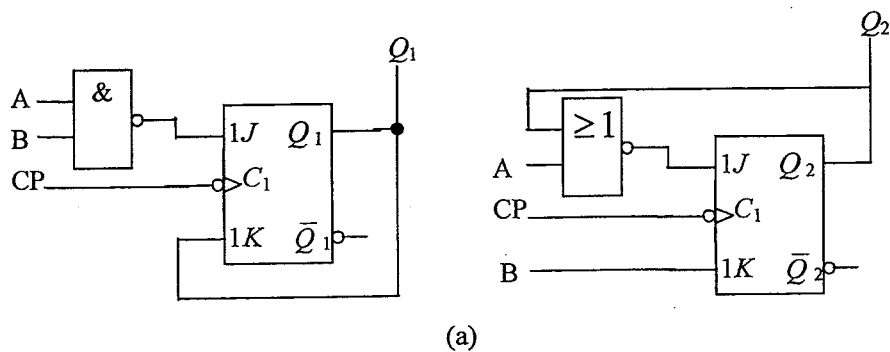 Q₁
A
&
B
1J
Q₁
CP
C₁
1K
Q̄₁
Q₂
≥1
A
1J
Q₂
CP
C₁
B
1K
Q̄₂
(a)